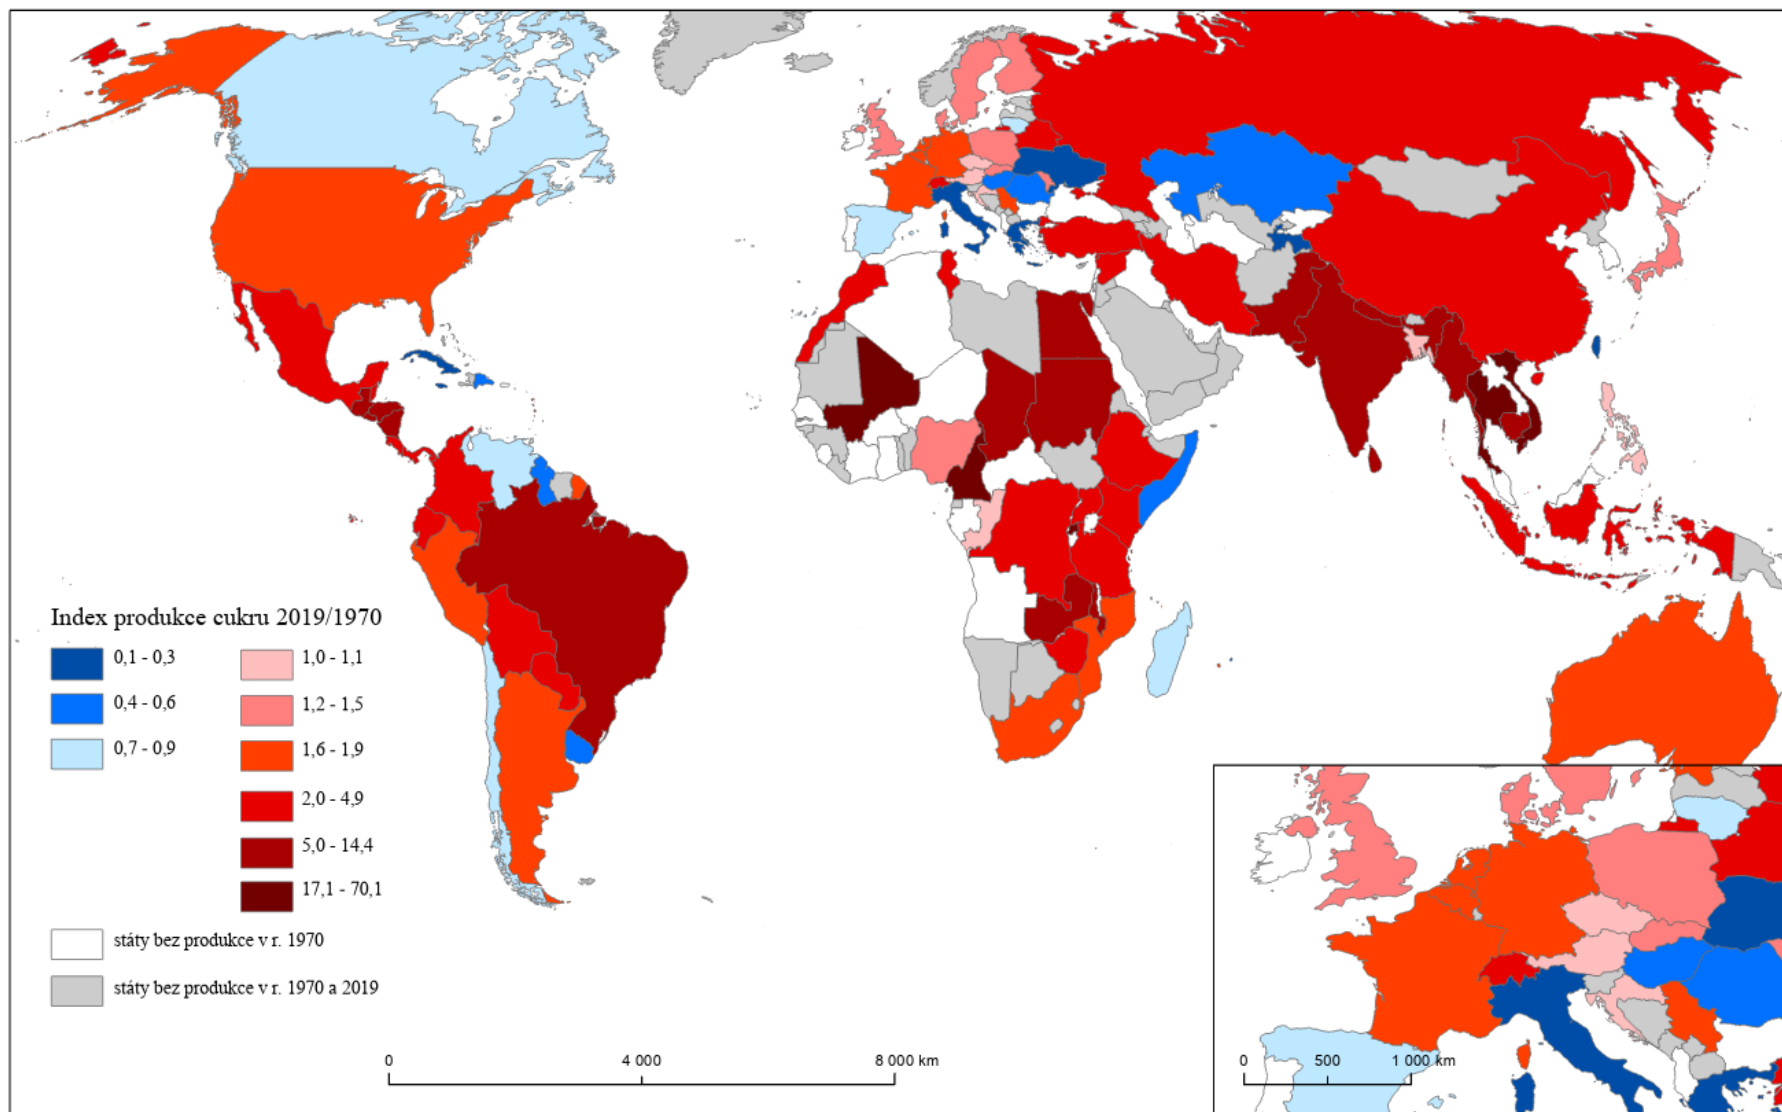 Index produkce cukru 2019/1970
0,1 - 0,3
0,4 - 0,6
0,7 - 0,9
1,0 - 1,1
1,2 - 1,5
1,6 - 1,9
2,0 - 4,9
5,0 - 14,4
17,1 - 70,1
státy bez produkce v r. 1970
státy bez produkce v r. 1970 a 2019
0 4 000 8 000 km
0 500 1 000 km